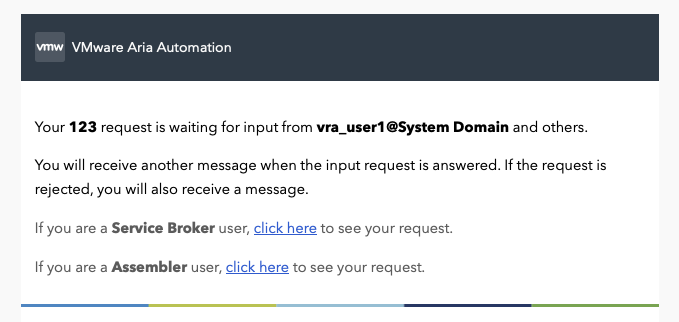 vmw VMware Aria Automation
Your 123 request is waiting for input from vra_user1@System Domain and others.
You will receive another message when the input request is answered. If the request is
rejected, you will also receive a message.
If you are a Service Broker user, click here to see your request.
If you are a Assembler user, click here to see your request.